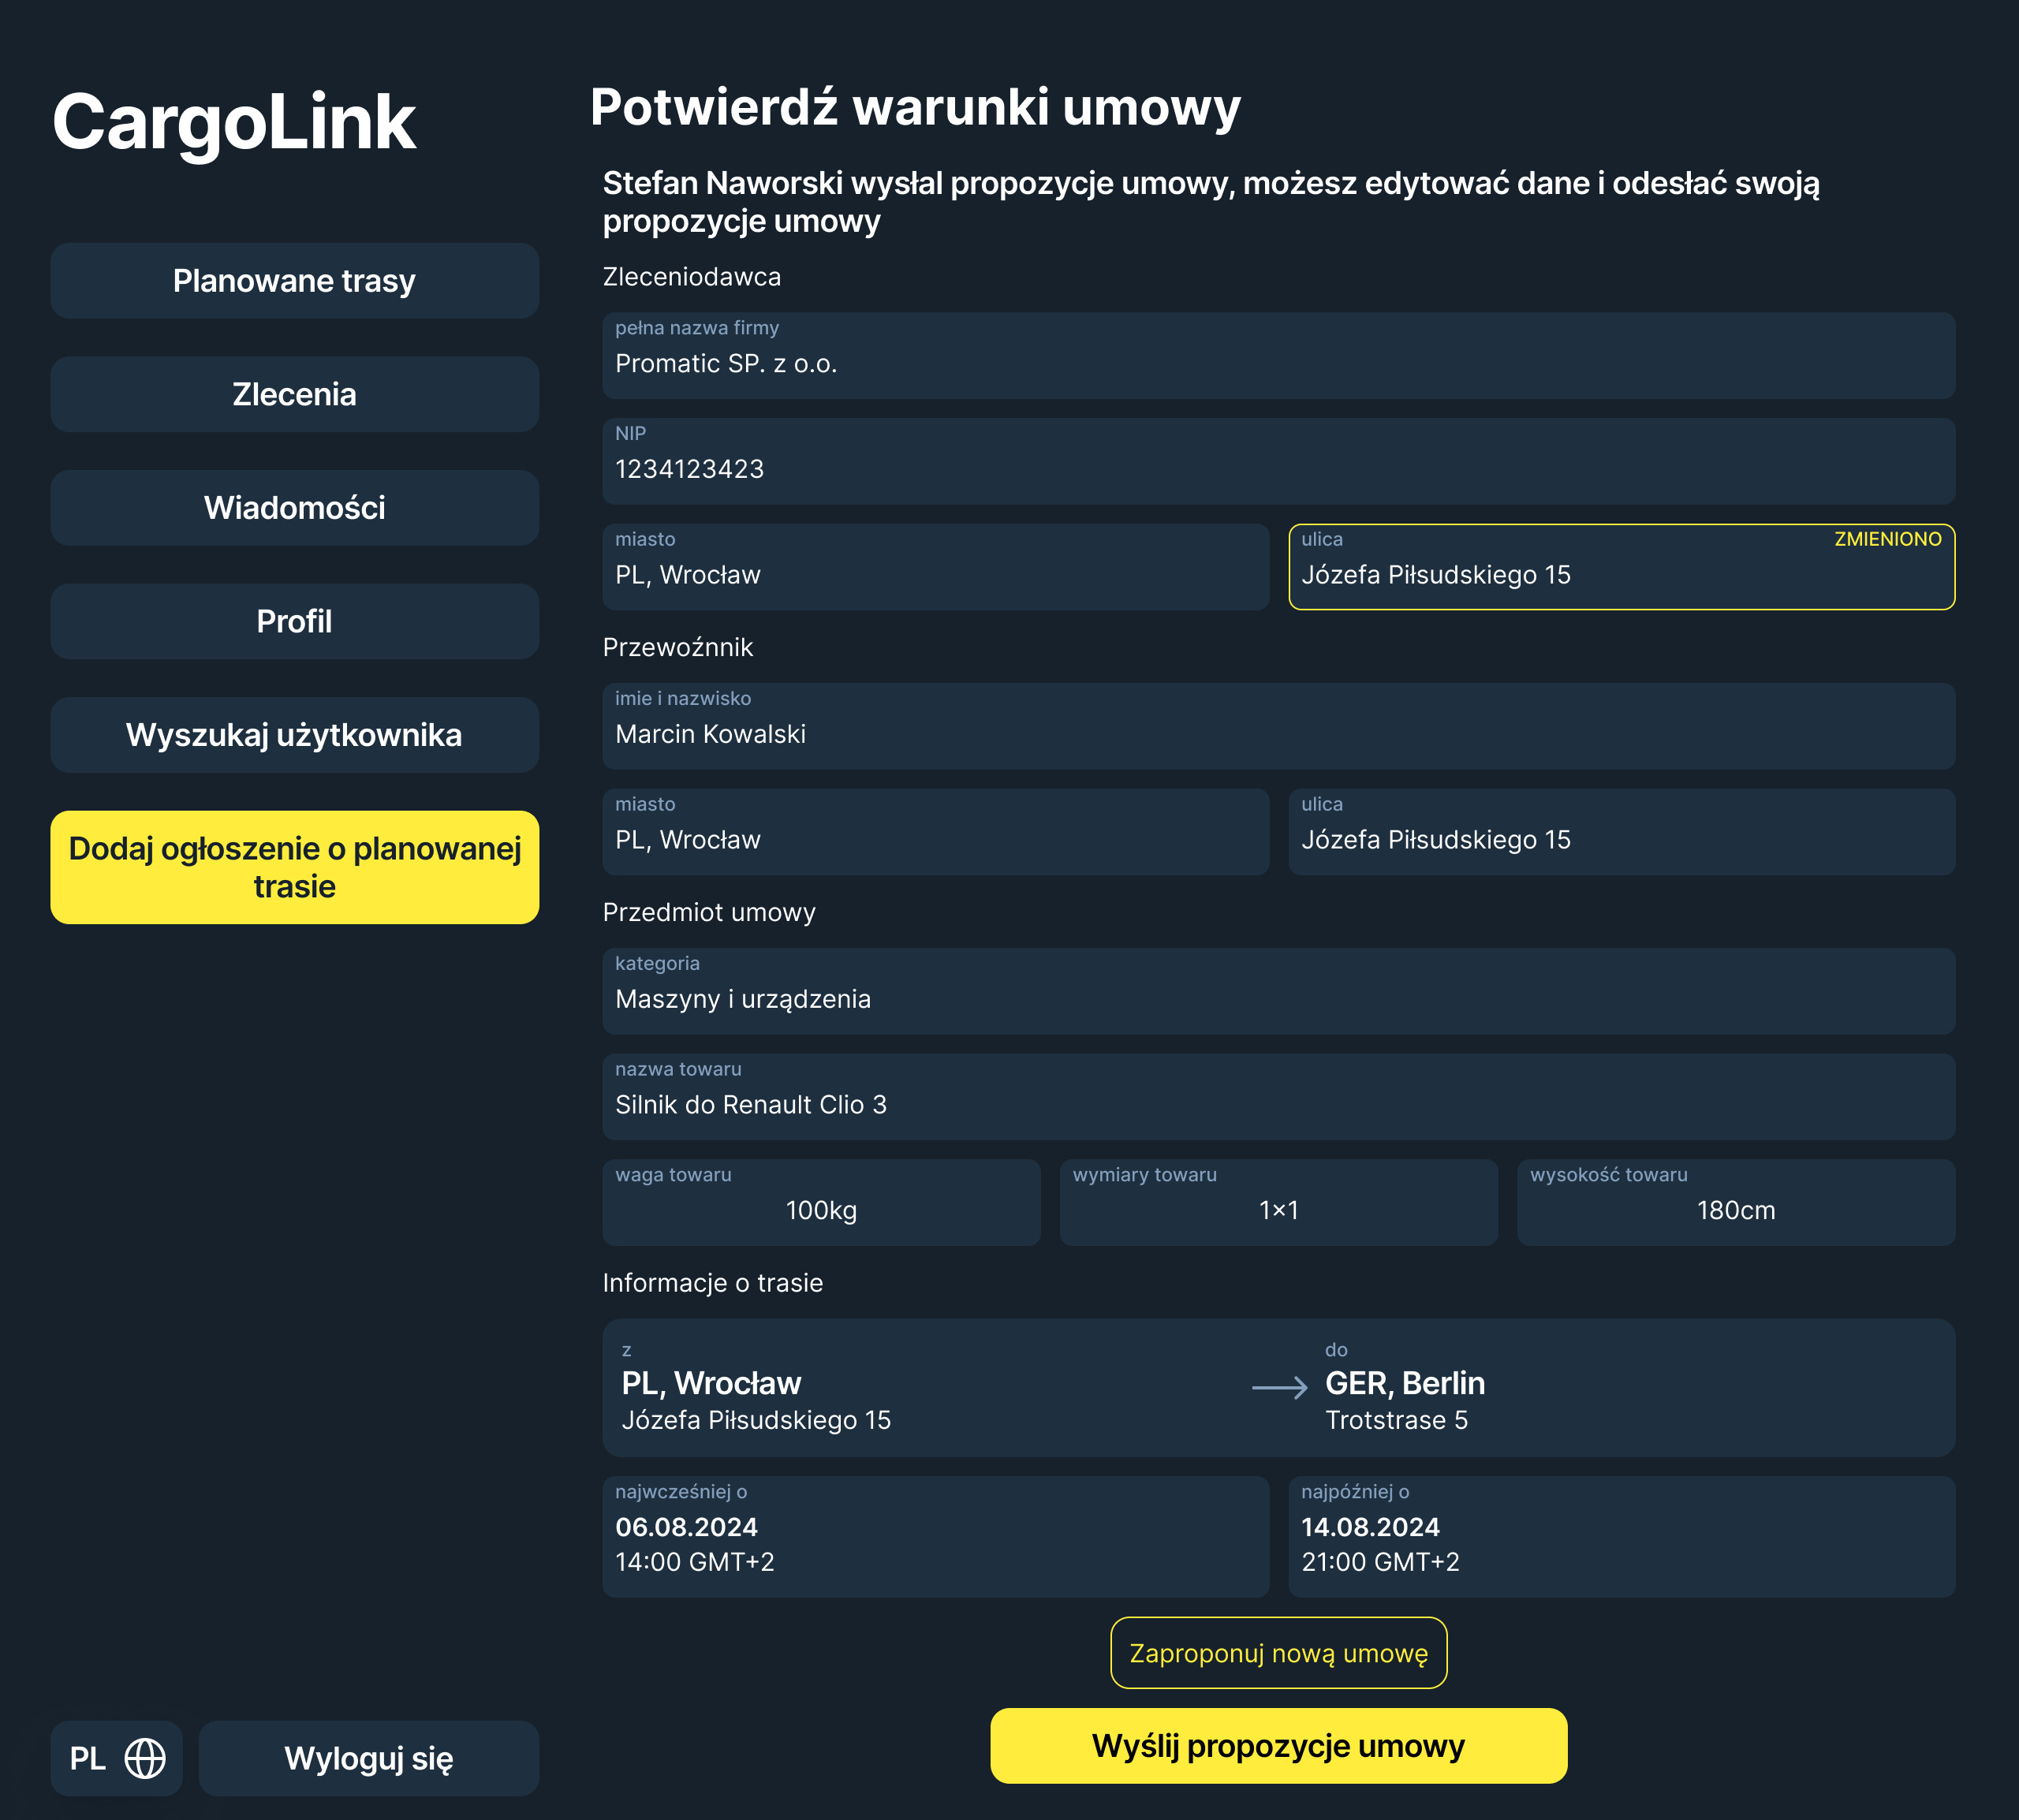 CargoLink
Planowane trasy
Zlecenia
Wiadomości
Profil
Wyszukaj użytkownika
Dodaj ogłoszenie o planowanej
trasie
PL
Wyloguj się
Potwierdź warunki umowy
Stefan Naworski wysłal propozycje umowy, możesz edytować dane i odesłać swoją
propozycje umowy
Zleceniodawca
pełna nazwa firmy
Promatic SP. z o.o.
NIP
1234123423
miasto
PL, Wrocław
ulica ZMIENIONO
Józefa Piłsudskiego 15
Przewoźnnik
imie i nazwisko
Marcin Kowalski
miasto
PL, Wrocław
ulica
Józefa Piłsudskiego 15
Przedmiot umowy
kategoria
Maszyny i urządzenia
nazwa towaru
Silnik do Renault Clio 3
waga towaru
100kg
wymiary towaru
1×1
wysokość towaru
180cm
Informacje o trasie
z
PL, Wrocław
Józefa Piłsudskiego 15
do
GER, Berlin
Trotstrase 5
najwcześniej o
06.08.2024
14:00 GMT+2
najpóźniej o
14.08.2024
21:00 GMT+2
Zaproponuj nową umowę
Wyślij propozycje umowy